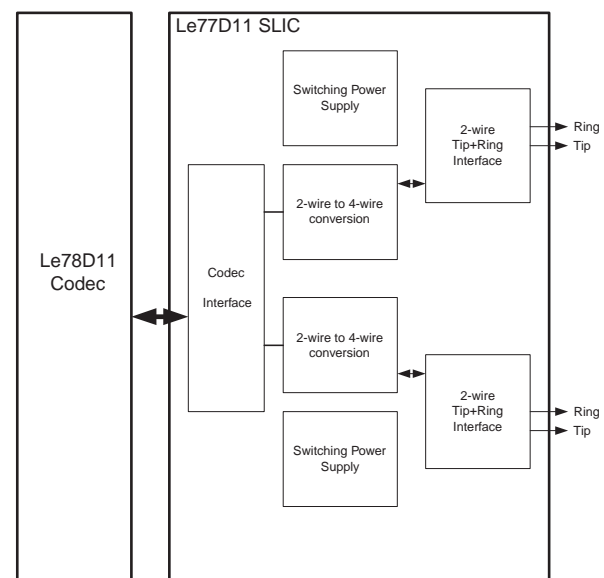 Le77D11 SLIC
Switching Power
Supply
2-wire
Tip+Ring
Interface
Ring
Tip
2-wire to 4-wire
conversion
Le78D11
Codec
Codec
Interface
2-wire to 4-wire
conversion
2-wire
Tip+Ring
Interface
Ring
Tip
Switching Power
Supply